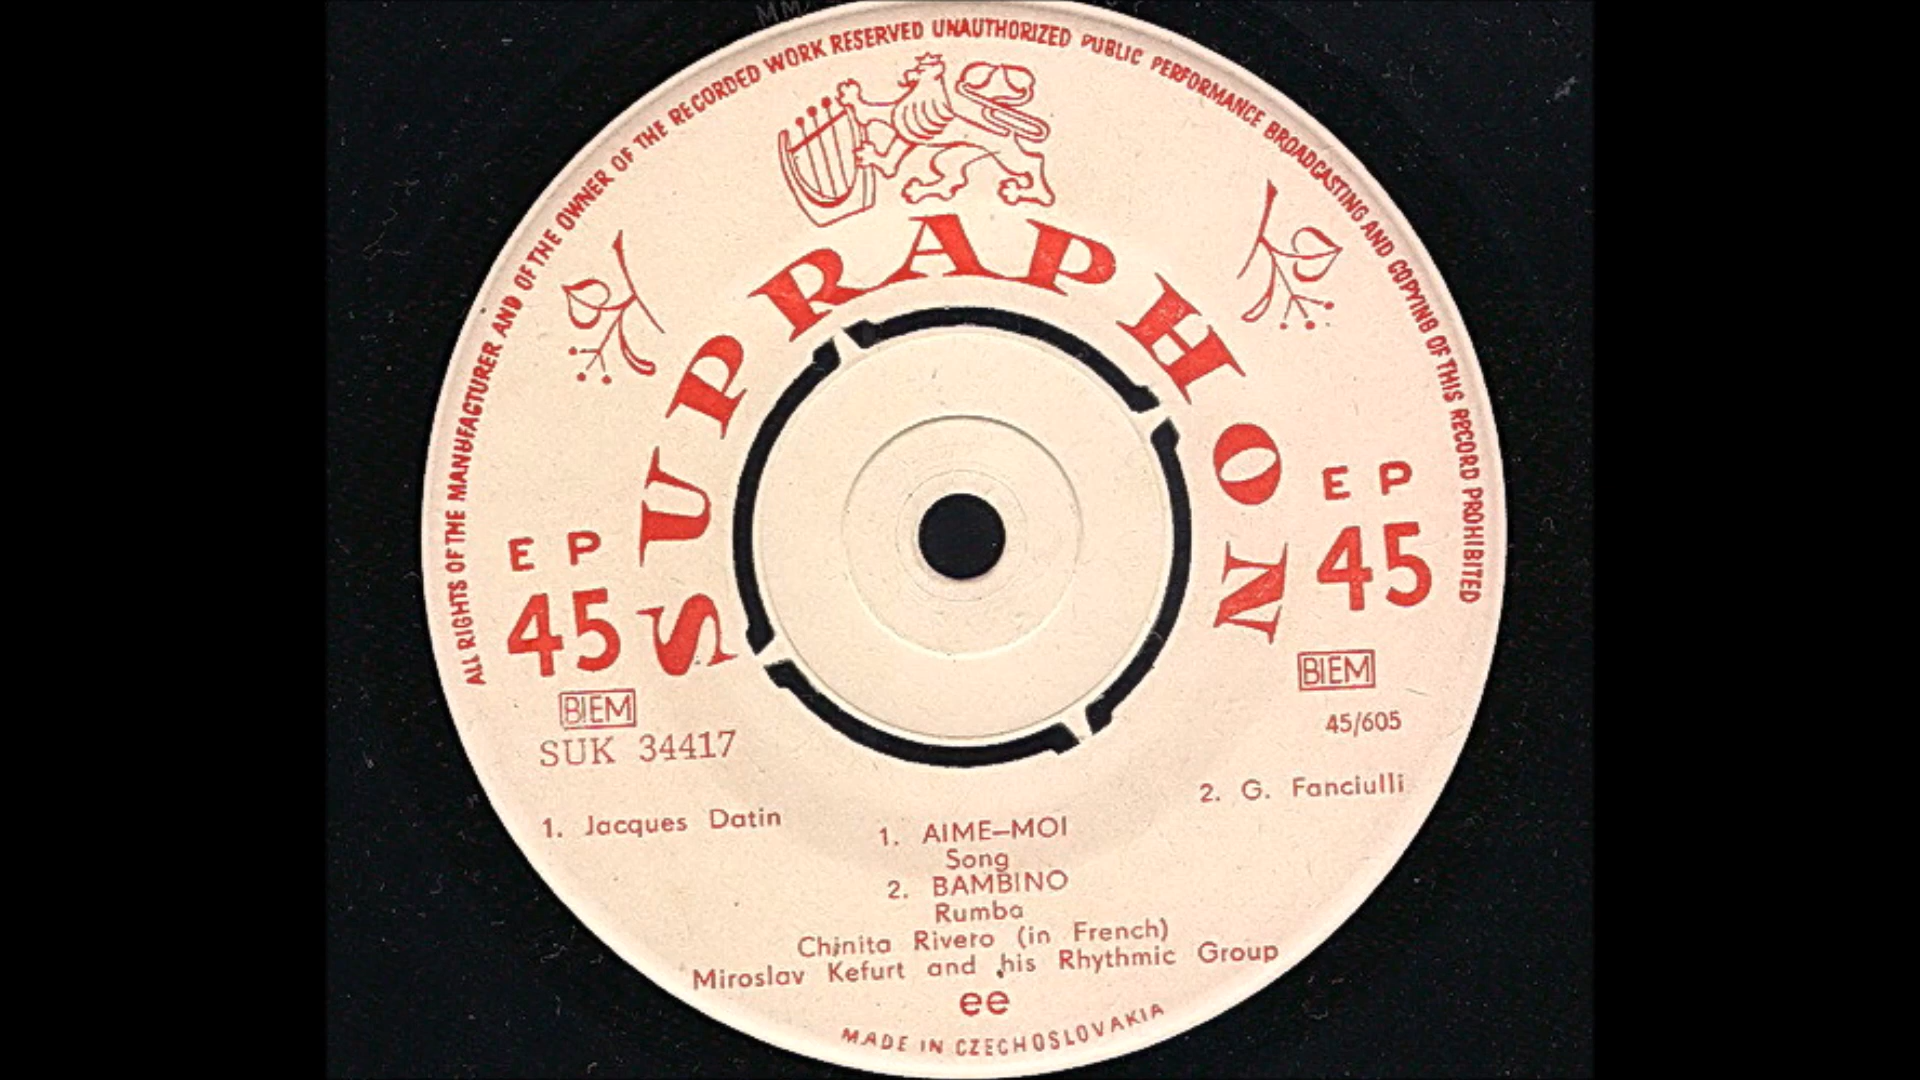 ALL RIGHTS OF THE MANUFACTURER AND OF THE OWNER OF THE RECORDED WORK RESERVED UNAUTHORIZED PUBLIC PERFORMANCE BROADCASTING AND COPYING OF THIS RECORD PROHIBITED
SUPRAPHON
EP
45
BIEM
SUK 34417
EP
45
BIEM
45/605
1. Jacques Datin
2. G. Fanciulli
1. AIME-MOI
Song
2. BAMBINO
Rumba
Chinita Rivero (in French)
Miroslav Kefurt and his Rhythmic Group
ee
MADE IN CZECHOSLOVAKIA